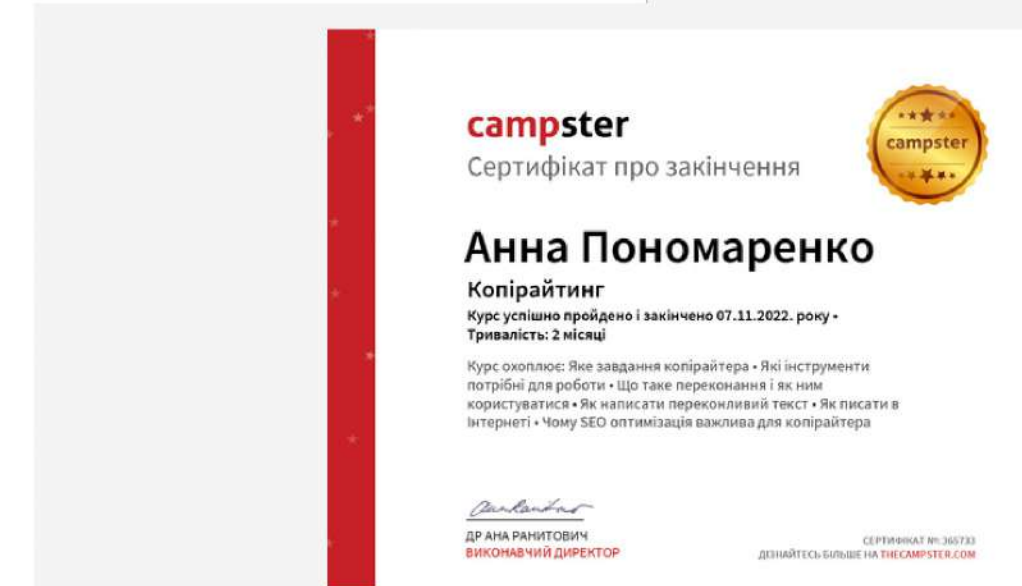 campster
Сертифікат про закінчення
campster
Анна Пономаренко
Копірайтинг
Курс успішно пройдено і закінчено 07.11.2022. року •
Тривалість: 2 місяці
Курс охоплює: Яке завдання копірайтера • Які інструменти
потрібні для роботи • Що таке переконання і як ним
користуватися • Як написати переконливий текст • Як писати в
Інтернеті • Чому SEO оптимізація важлива для копірайтера
ДР АНА РАНИТОВИЧ
ВИКОНАВЧИЙ ДИРЕКТОР
СЕРТИФІКАТ №: 365733
ДІЗНАЙТЕСЬ БІЛЬШЕ НА THECAMPSTER.COM